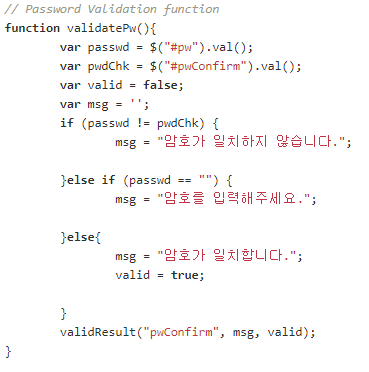 // Password Validation function
function validatePw(){
var passwd = $("#pw").val();
var pwdChk = $("#pwConfirm").val();
var valid = false;
var msg = '';
if (passwd != pwdChk) {
msg = "암호가 일치하지 않습니다.";
}else if (passwd == "") {
msg = "암호를 입력해주세요.";
}else{
msg = "암호가 일치합니다.";
valid = true;
}
validResult("pwConfirm", msg, valid);
}